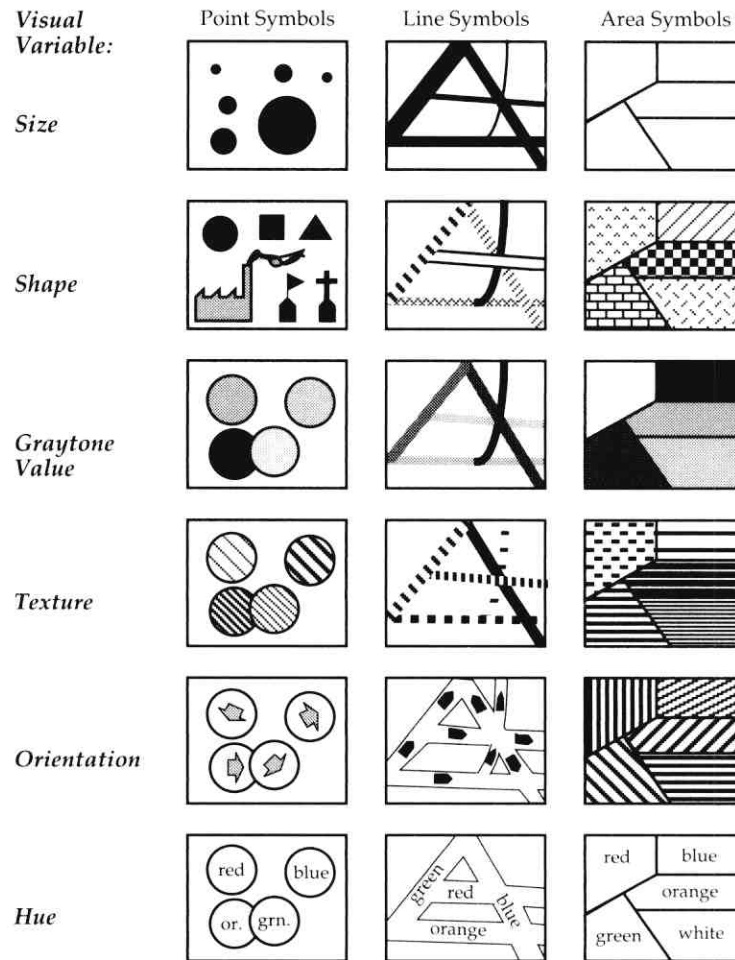 Visual
Variable:
Point Symbols
Line Symbols
Area Symbols
Size
Shape
Graytone
Value
Texture
Orientation
Hue
red
blue
or.
grn.
green
red
blue
orange
red
blue
orange
green
white